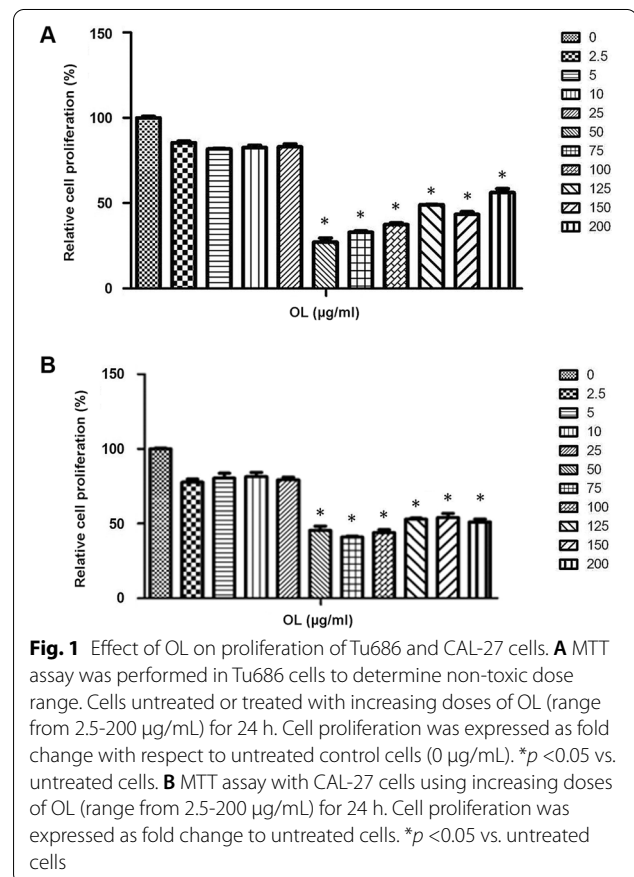 A
150
100
50
0
Relative cell proliferation (%)
* * * * * *
OL (µg/ml)
0
2.5
5
10
25
50
75
100
125
150
200
B
150
100
50
0
Relative cell proliferation (%)
* * * * * *
OL (µg/ml)
0
2.5
5
10
25
50
75
100
125
150
200
Fig. 1 Effect of OL on proliferation of Tu686 and CAL-27 cells. A MTT
assay was performed in Tu686 cells to determine non-toxic dose
range. Cells untreated or treated with increasing doses of OL (range
from 2.5-200 µg/mL) for 24 h. Cell proliferation was expressed as fold
change with respect to untreated control cells (0 µg/mL). *p <0.05 vs.
untreated cells. B MTT assay with CAL-27 cells using increasing doses
of OL (range from 2.5-200 µg/mL) for 24 h. Cell proliferation was
expressed as fold change to untreated cells. *p <0.05 vs. untreated
cells